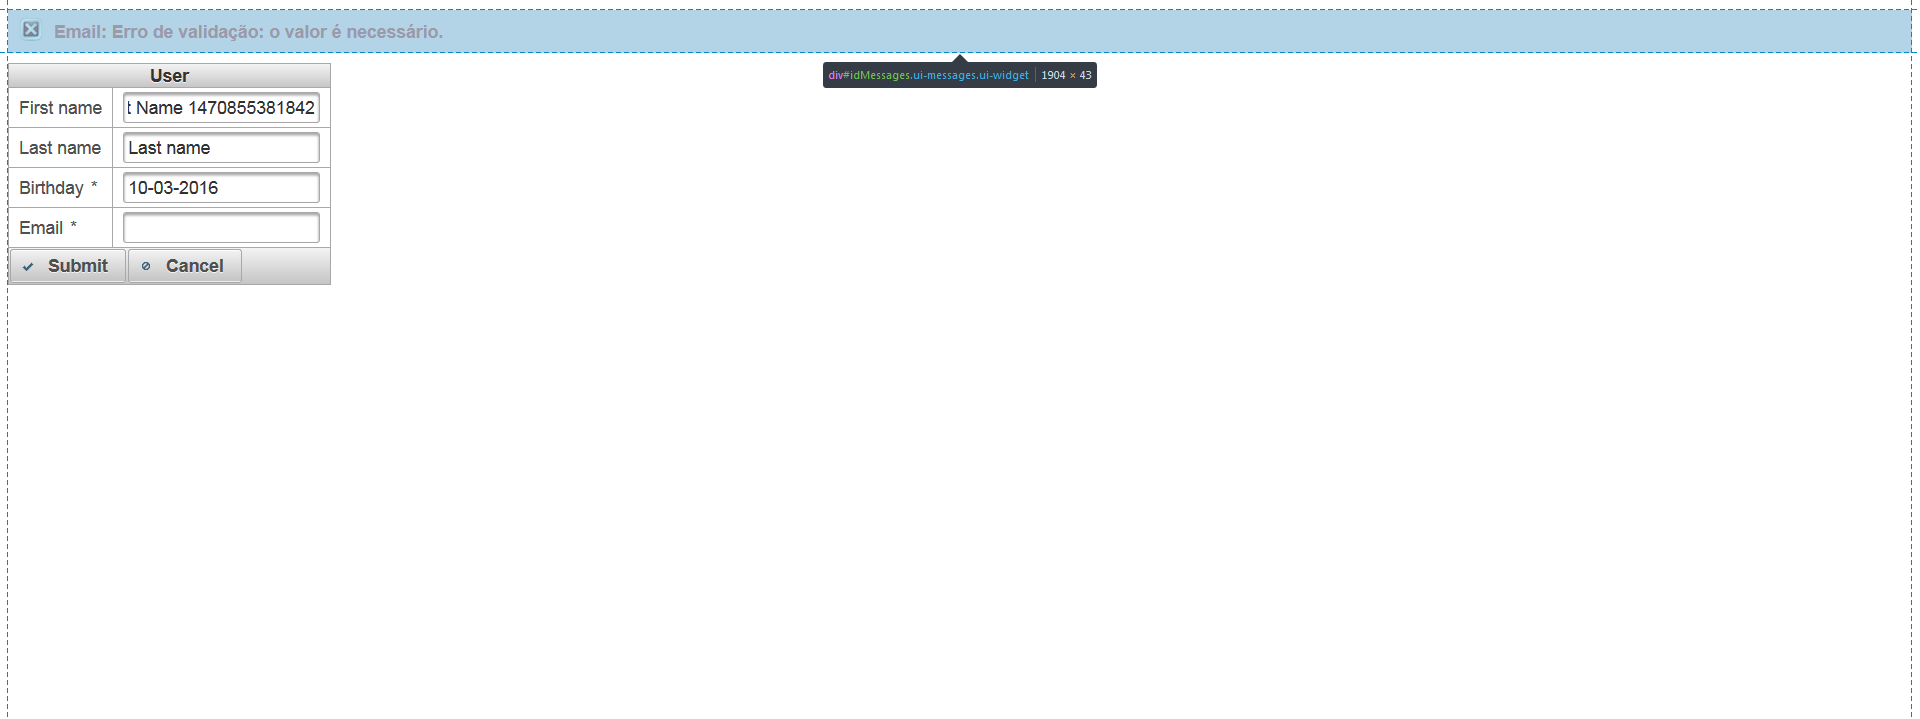 Email: Erro de validação: o valor é necessário.
div#idMessages.ui-messages.ui-widget 1904 × 43
User
First name t Name 1470855381842
Last name Last name
Birthday * 10-03-2016
Email *
Submit Cancel